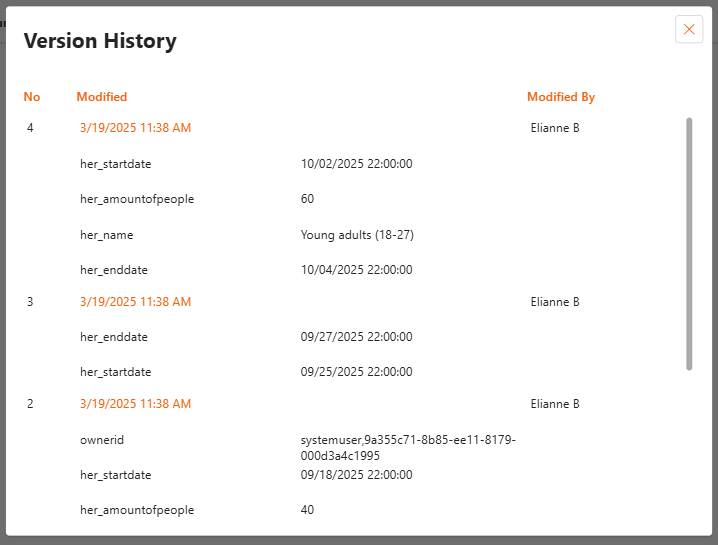 Version History
No Modified Modified By
4 3/19/2025 11:38 AM Elianne B
her_startdate 10/02/2025 22:00:00
her_amountofpeople 60
her_name Young adults (18-27)
her_enddate 10/04/2025 22:00:00
3 3/19/2025 11:38 AM Elianne B
her_enddate 09/27/2025 22:00:00
her_startdate 09/25/2025 22:00:00
2 3/19/2025 11:38 AM Elianne B
ownerid systemuser,9a355c71-8b85-ee11-8179-
000d3a4c1995
her_startdate 09/18/2025 22:00:00
her_amountofpeople 40